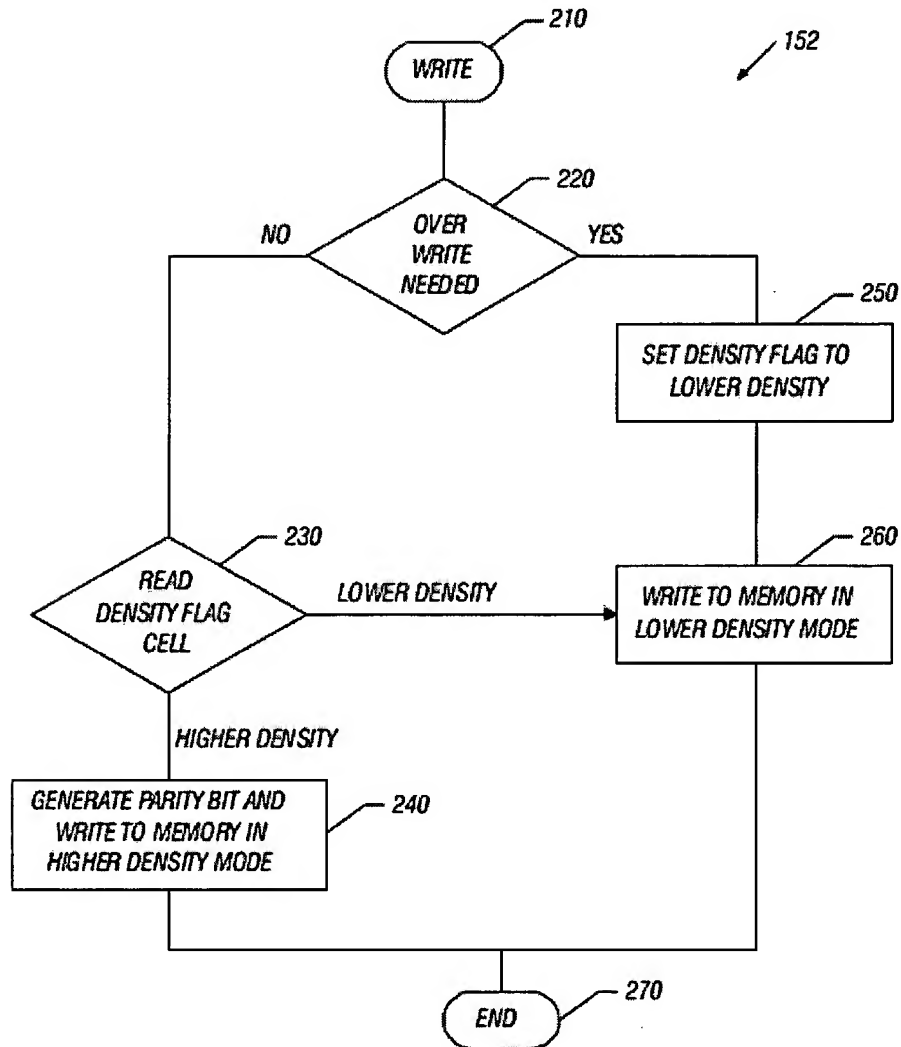 210
152
WRITE
220
OVER
WRITE
NEEDED
NO
YES
250
SET DENSITY FLAG TO
LOWER DENSITY
230
READ
DENSITY FLAG
CELL
LOWER DENSITY
260
WRITE TO MEMORY IN
LOWER DENSITY MODE
HIGHER DENSITY
GENERATE PARITY BIT AND
WRITE TO MEMORY IN
HIGHER DENSITY MODE
240
END
270